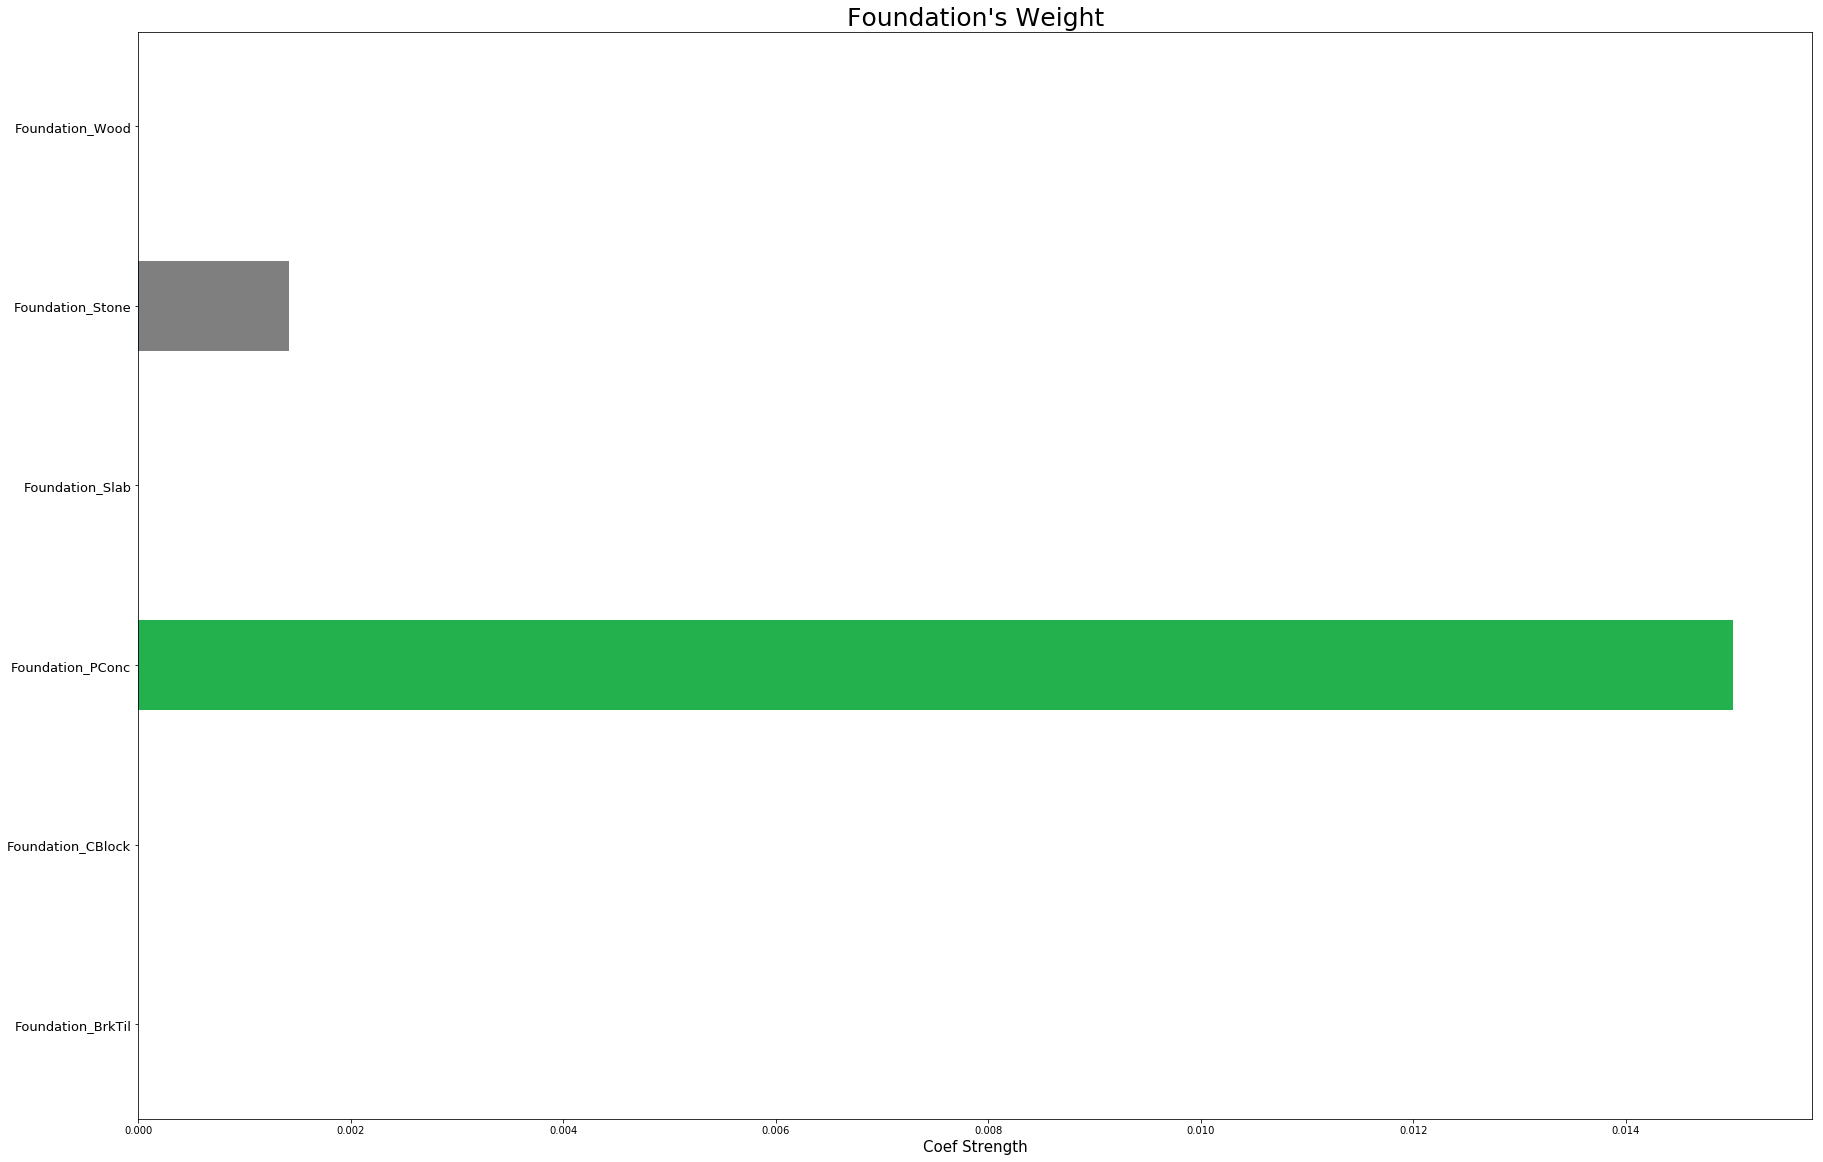 Foundation's Weight
Foundation_Wood
Foundation_Stone
Foundation_Slab
Foundation_PConc
Foundation_CBlock
Foundation_BrkTil
0.000 0.002 0.004 0.006 0.008 0.010 0.012 0.014
Coef Strength